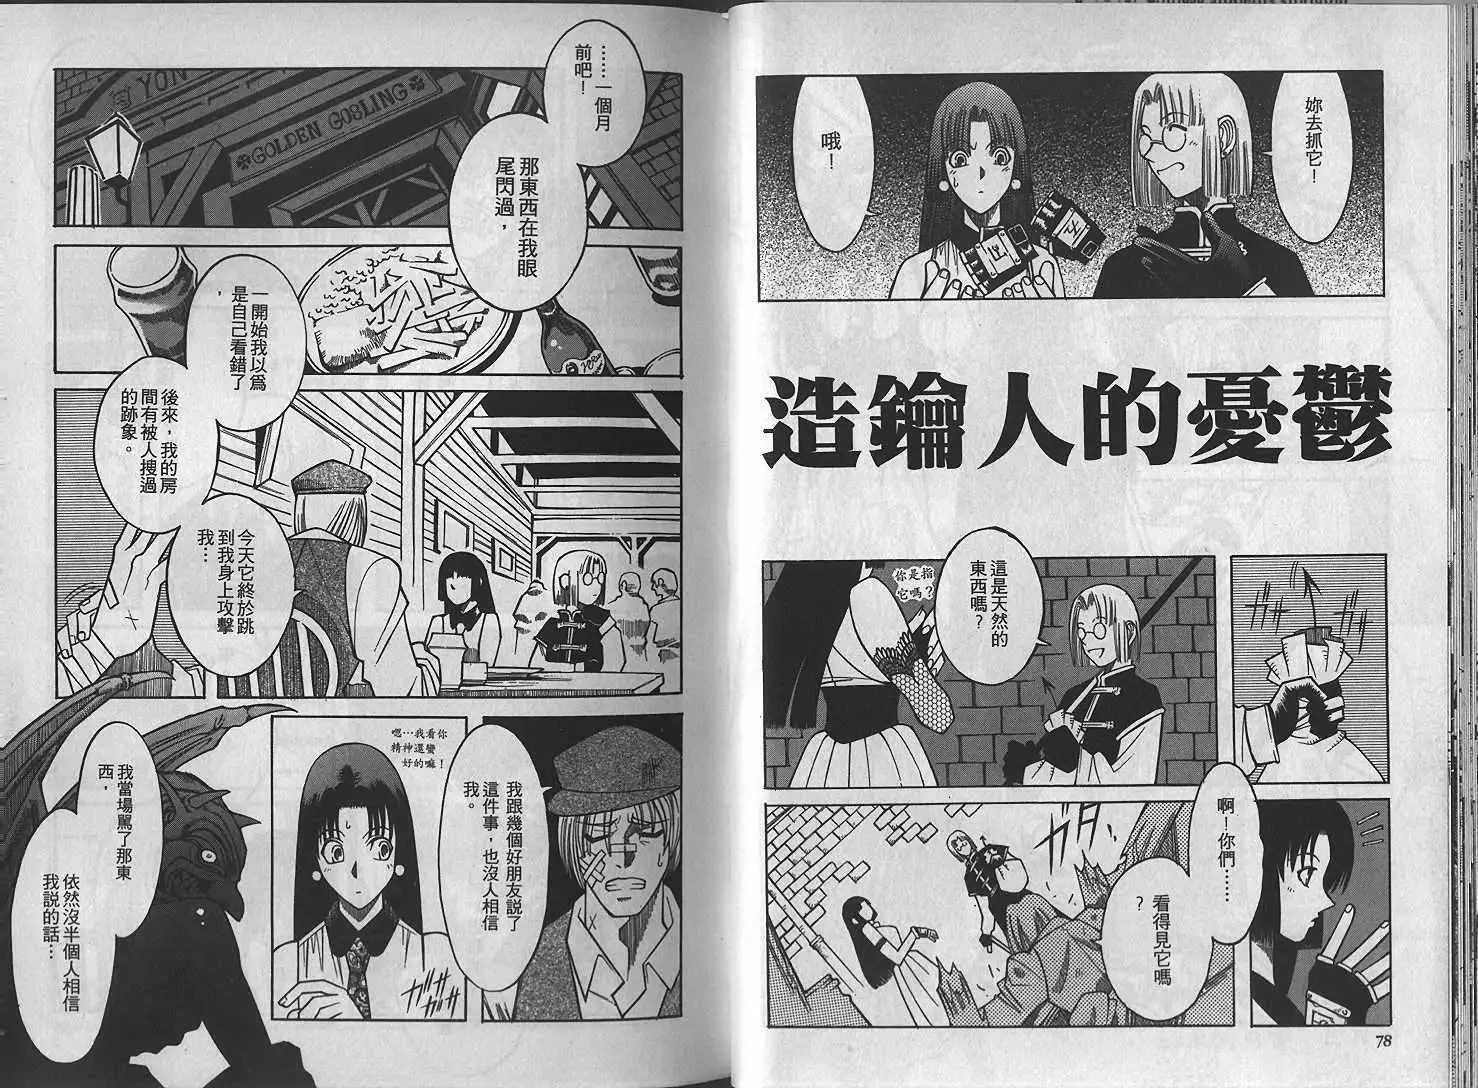 妳去抓它！
哦！
造鑰人的憂鬱
這是天然的
東西嗎？
你是指
它嗎？
啊！你們……
看得見它嗎
？
78
……一個月
前吧！
那東西在我眼
尾閃過，
GOLDEN GOSLING
一開始我以為
是自己看錯了
，
後來，我的房
間有被人搜過
的跡象。
今天它終於跳
到我身上攻擊
我…
我跟幾個好朋友說了
這件事，也沒人相信
我。
嗯…我看你
精神還蠻
好的嘛！
ガガガ
ガガガ
我當場罵了那東
西，
依然沒半個人相信
我說的話…